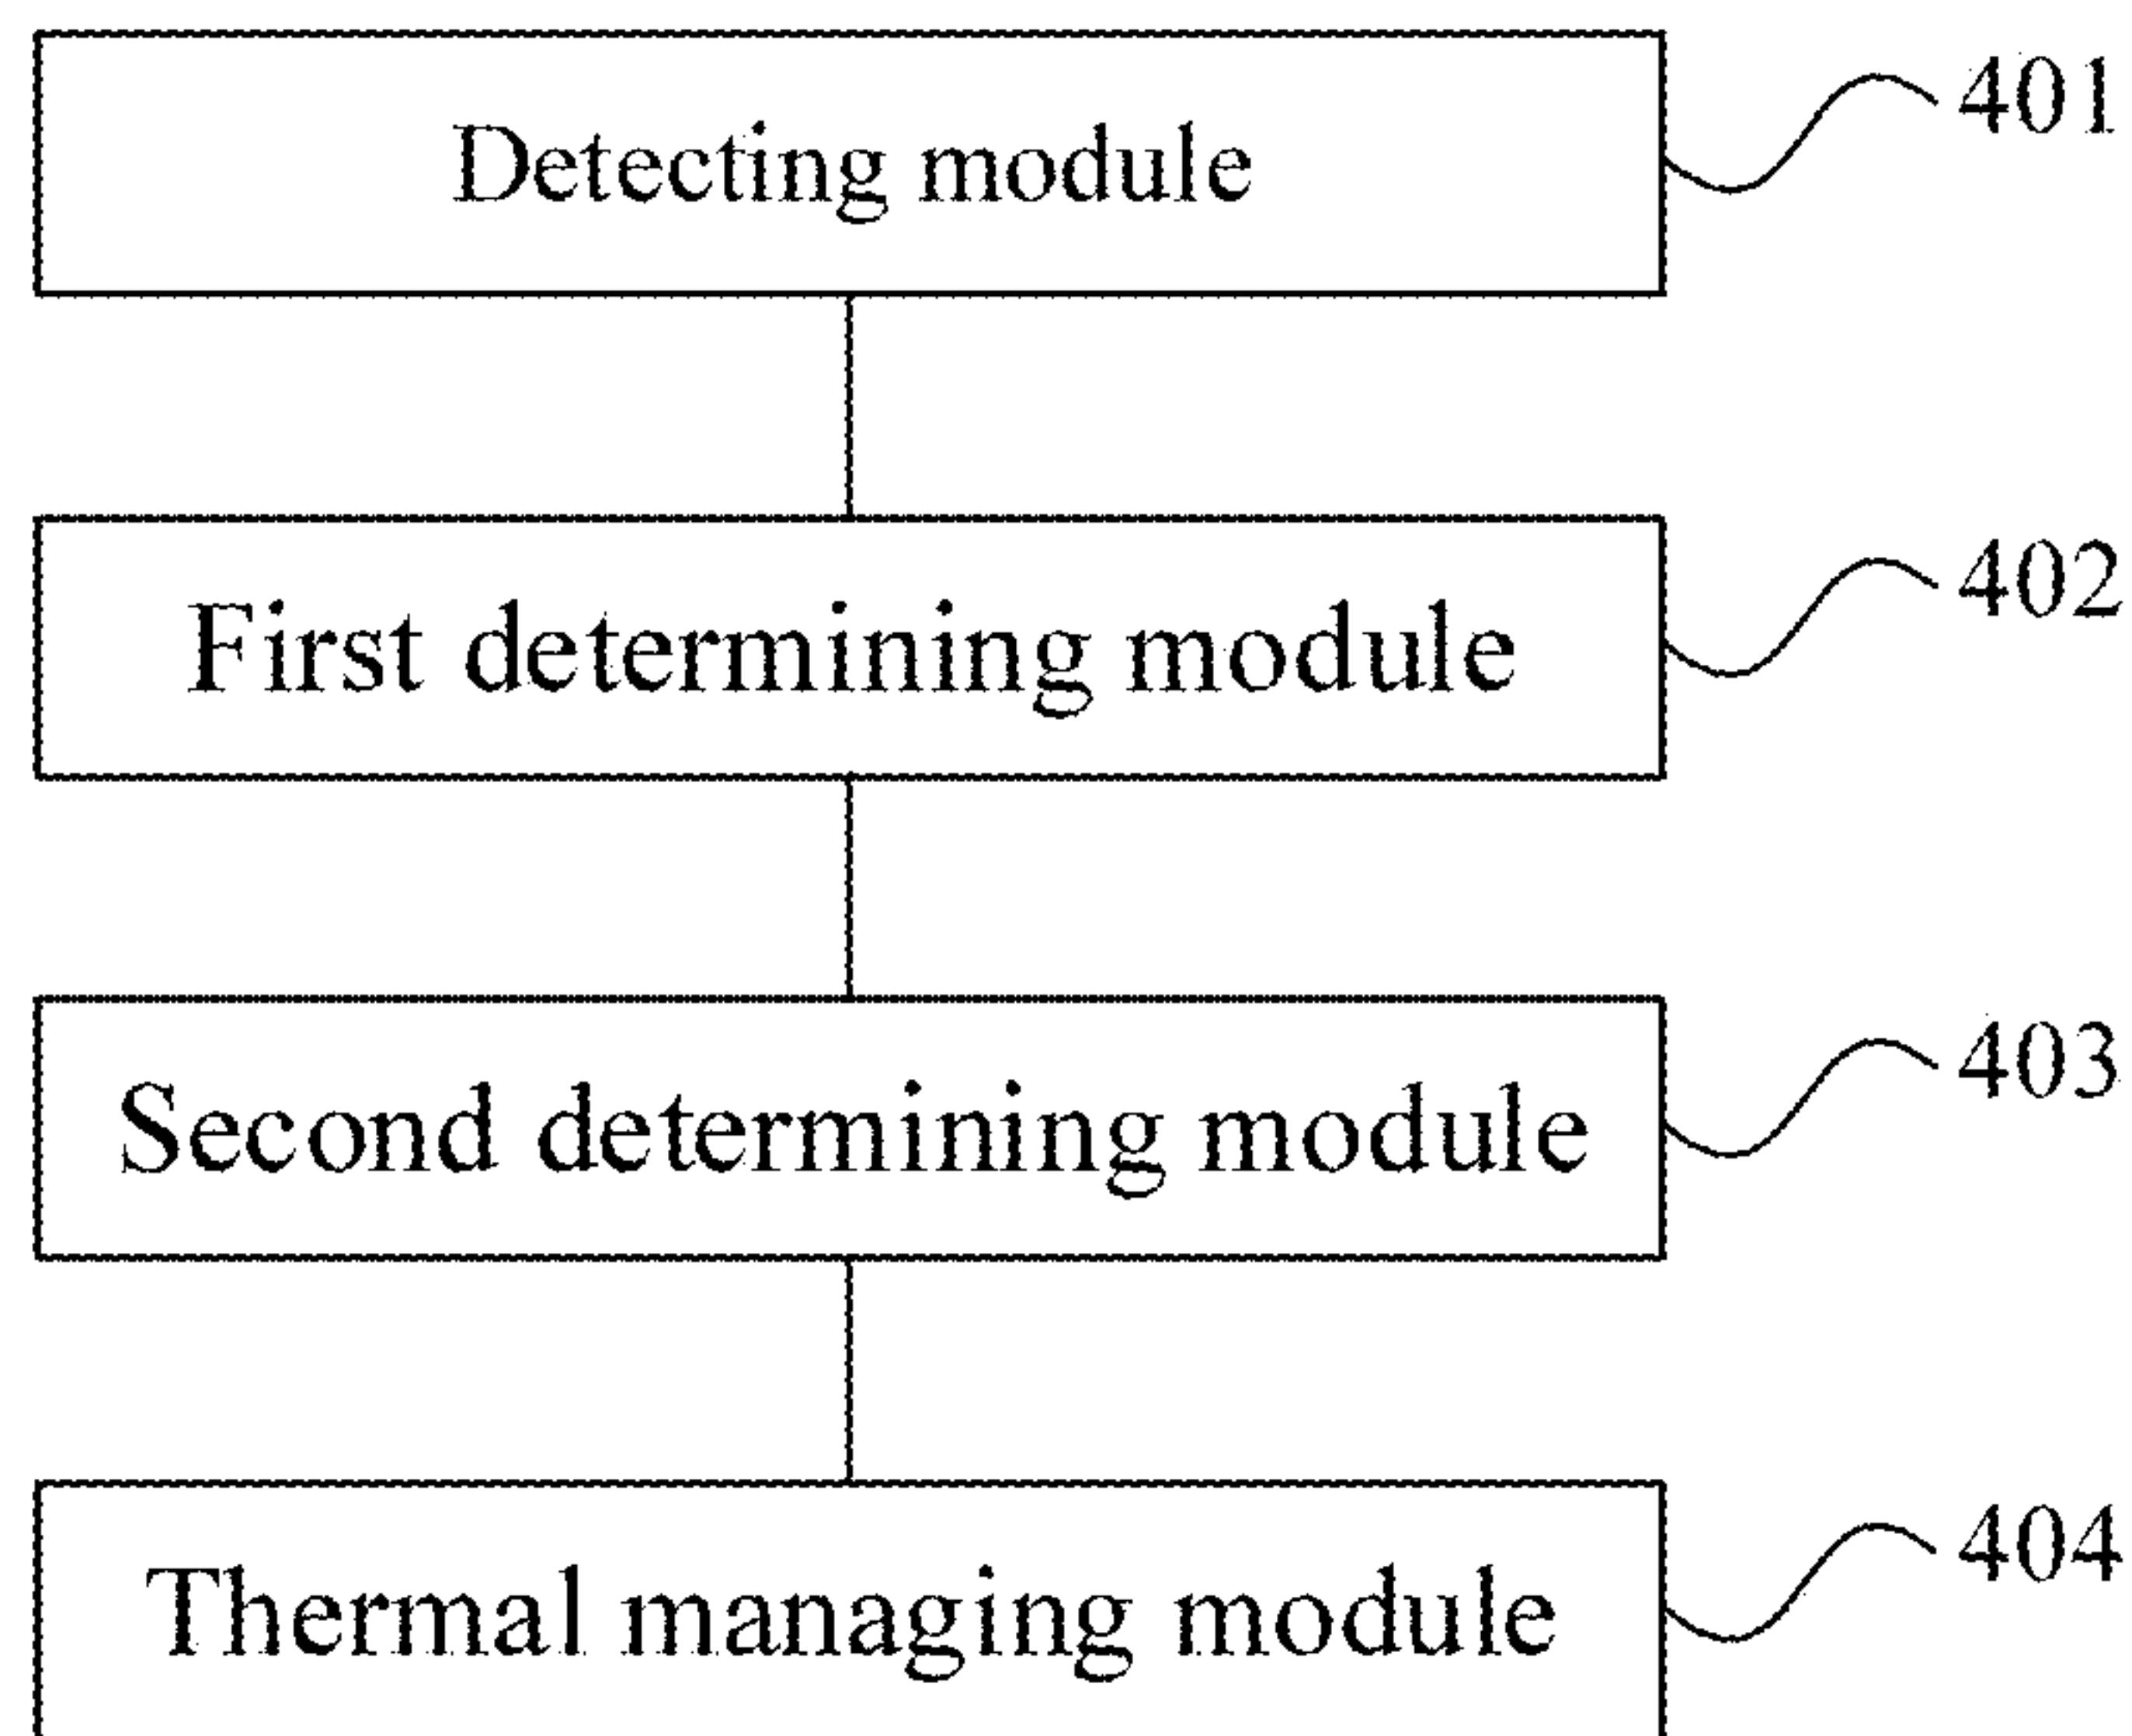 Detecting module
401
First determining module
402
Second determining module
403
Thermal managing module
404